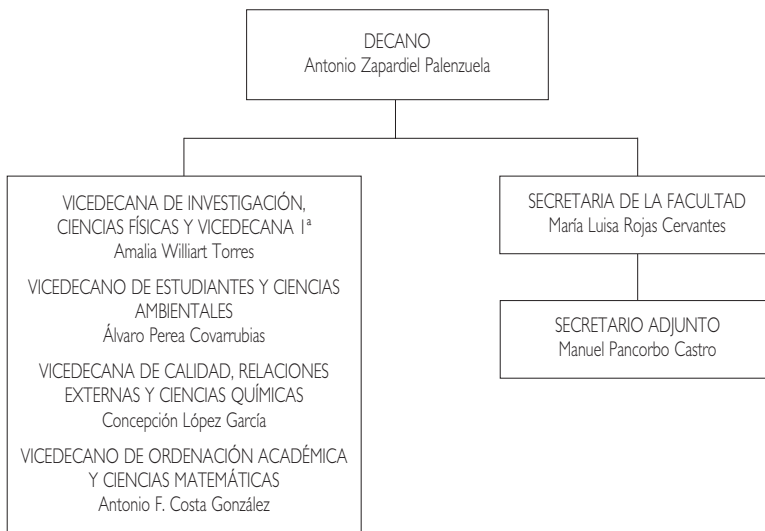 DECANO
Antonio Zapardiel Palenzuela
VICEDECANA DE INVESTIGACIÓN,
CIENCIAS FÍSICAS Y VICEDECANA 1ª
Amalia Williart Torres
VICEDECANO DE ESTUDIANTES Y CIENCIAS
AMBIENTALES
Álvaro Perea Covarrubias
VICEDECANA DE CALIDAD, RELACIONES
EXTERNAS Y CIENCIAS QUÍMICAS
Concepción López García
VICEDECANO DE ORDENACIÓN ACADÉMICA
Y CIENCIAS MATEMÁTICAS
Antonio F. Costa González
SECRETARIA DE LA FACULTAD
María Luisa Rojas Cervantes
SECRETARIO ADJUNTO
Manuel Pancorbo Castro